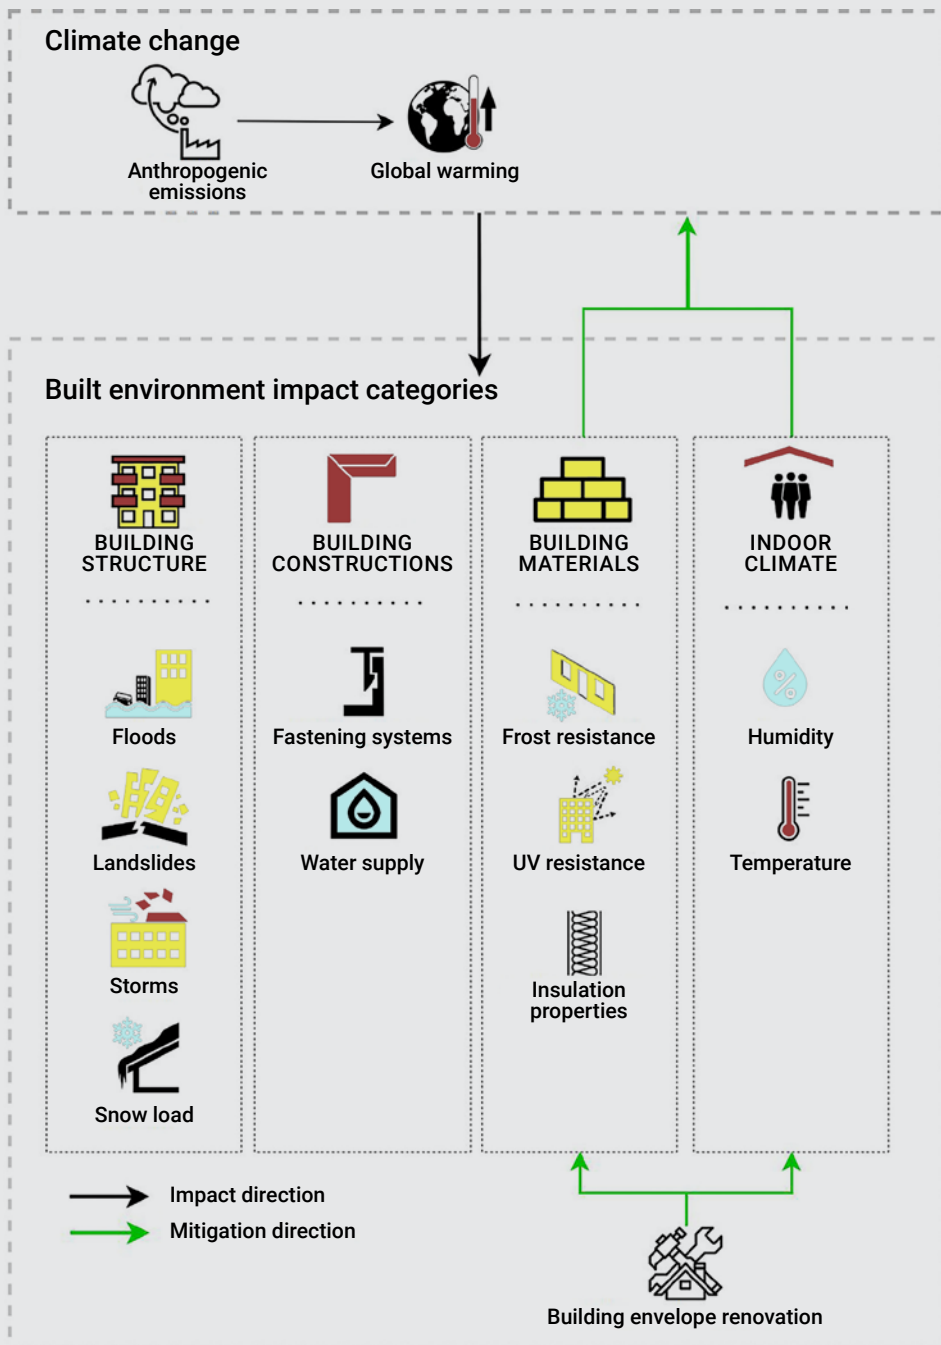 Climate change
Anthropogenic
emissions
Global warming
Built environment impact categories
BUILDING
STRUCTURE
Floods
Landslides
Storms
Snow load
BUILDING
CONSTRUCTIONS
Fastening systems
Water supply
BUILDING
MATERIALS
Frost resistance
UV resistance
Insulation
properties
INDOOR
CLIMATE
%
Humidity
Temperature
Impact direction
Mitigation direction
Building envelope renovation